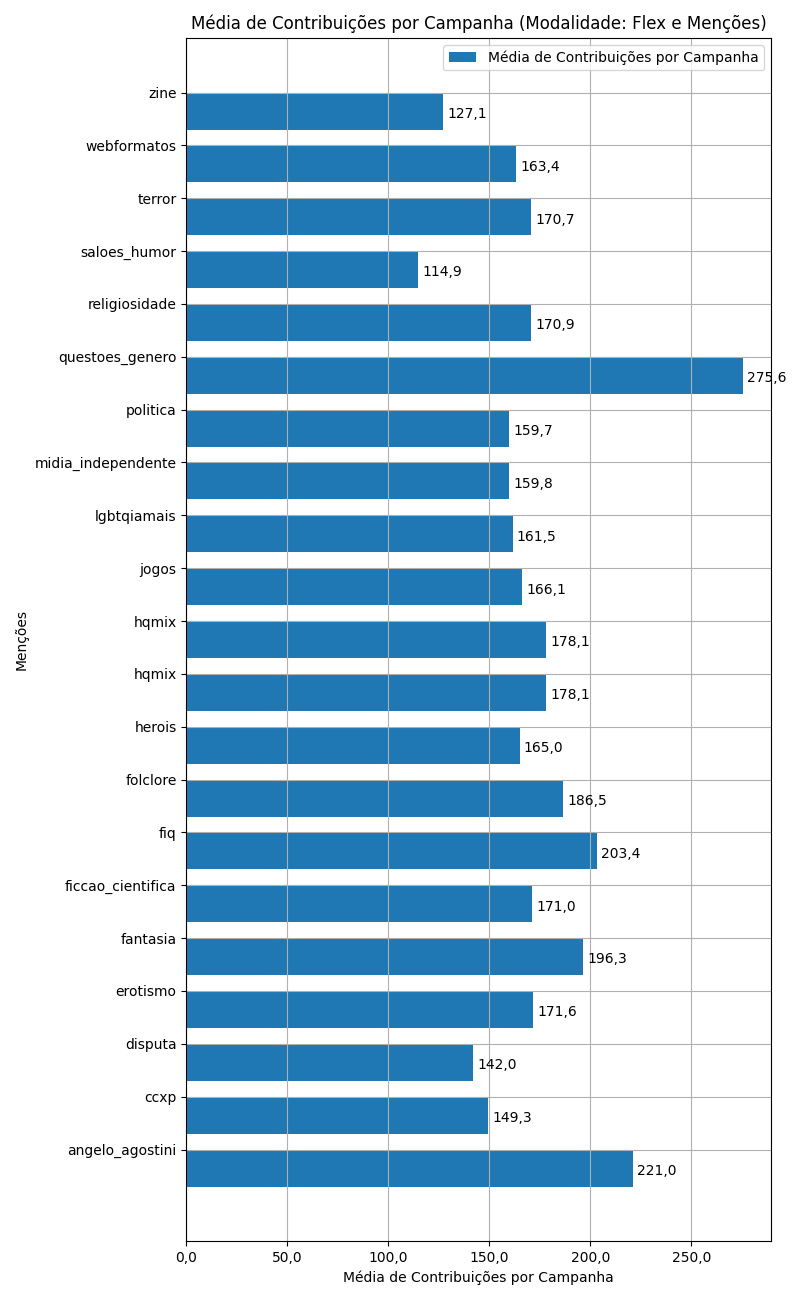 Média de Contribuições por Campanha (Modalidade: Flex e Menções)
Média de Contribuições por Campanha
zine 127,1
webformatos 163,4
terror 170,7
saloes_humor 114,9
religiosidade 170,9
questoes_genero 275,6
politica 159,7
midia_independente 159,8
lgbtqiamais 161,5
jogos 166,1
hqmix 178,1
hqmix 178,1
herois 165,0
folclore 186,5
fiq 203,4
ficcao_cientifica 171,0
fantasia 196,3
erotismo 171,6
disputa 142,0
ccxp 149,3
angelo_agostini 221,0
Menções
0,0 50,0 100,0 150,0 200,0 250,0
Média de Contribuições por Campanha